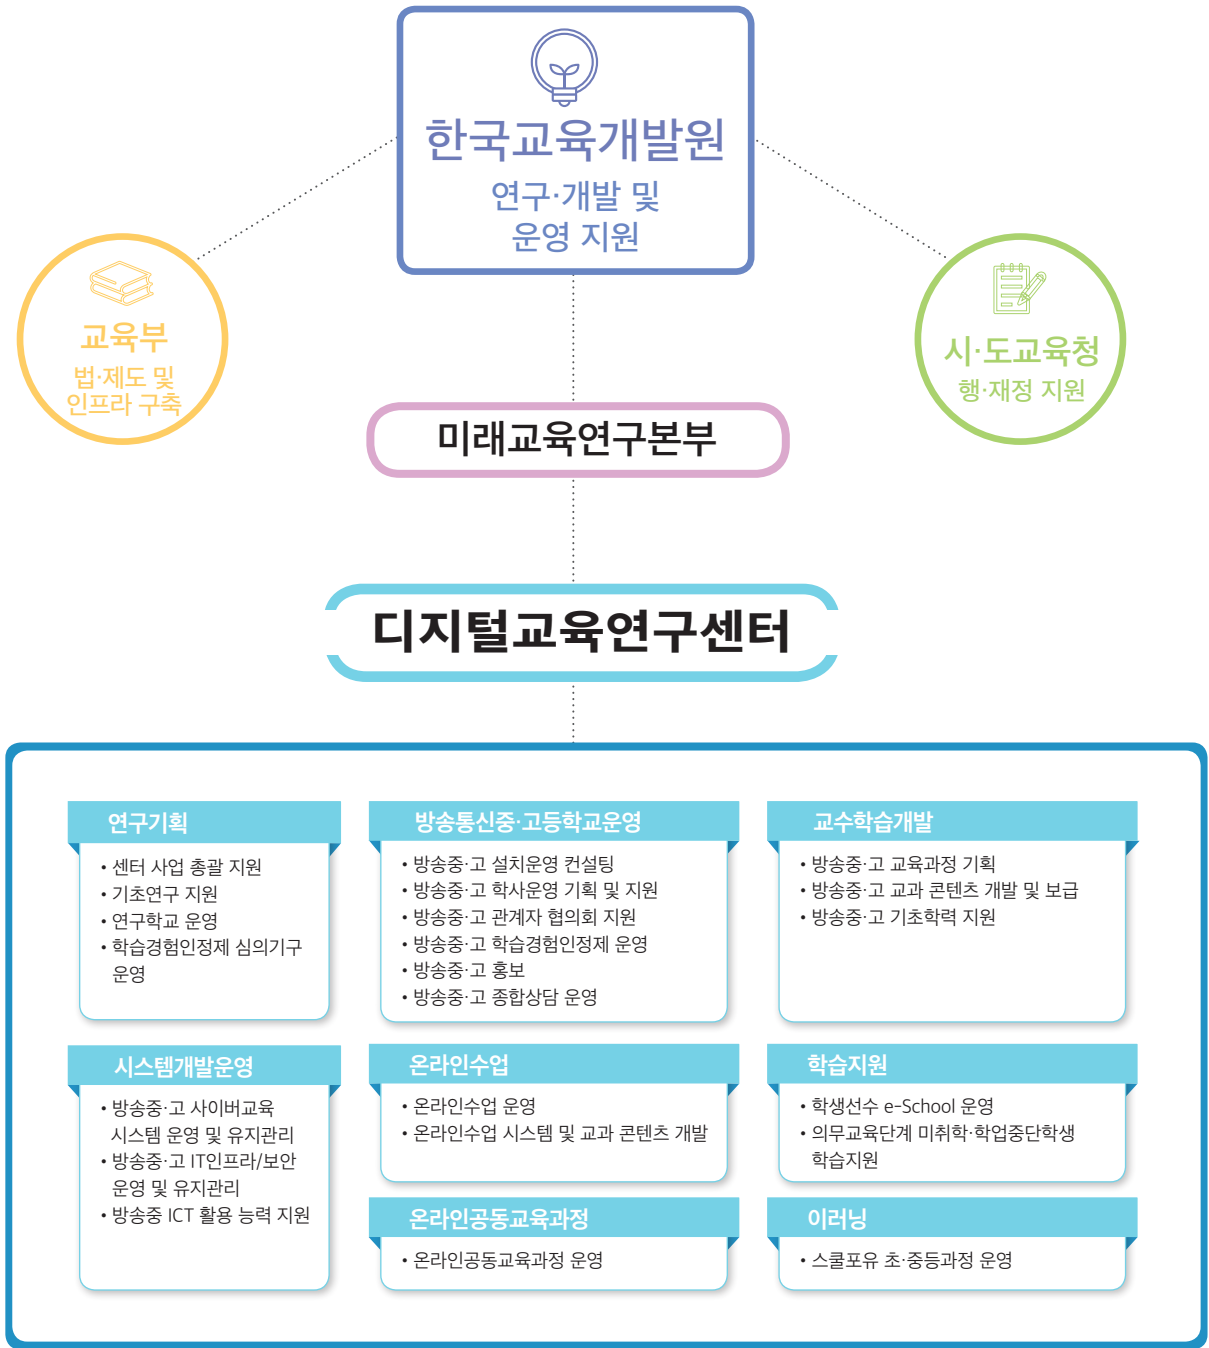 한국교육개발원
연구·개발 및
운영 지원
교육부
법·제도 및
인프라 구축
시·도교육청
행·재정 지원
미래교육연구본부
디지털교육연구센터
연구기획
• 센터 사업 총괄 지원
• 기초연구 지원
• 연구학교 운영
• 학습경험인정제 심의기구
운영
방송통신중·고등학교운영
• 방송중·고 설치운영 컨설팅
• 방송중·고 학사운영 기획 및 지원
• 방송중·고 관계자 협의회 지원
• 방송중·고 학습경험인정제 운영
• 방송중·고 홍보
• 방송중·고 종합상담 운영
교수학습개발
• 방송중·고 교육과정 기획
• 방송중·고 교과 콘텐츠 개발 및 보급
• 방송중·고 기초학력 지원
시스템개발운영
• 방송중·고 사이버교육
시스템 운영 및 유지관리
• 방송중·고 IT인프라/보안
운영 및 유지관리
• 방송중 ICT 활용 능력 지원
온라인수업
• 온라인수업 운영
• 온라인수업 시스템 및 교과 콘텐츠 개발
학습지원
• 학생선수 e-School 운영
• 의무교육단계 미취학·학업중단학생
학습지원
온라인공동교육과정
• 온라인공동교육과정 운영
이러닝
• 스쿨포유 초·중등과정 운영